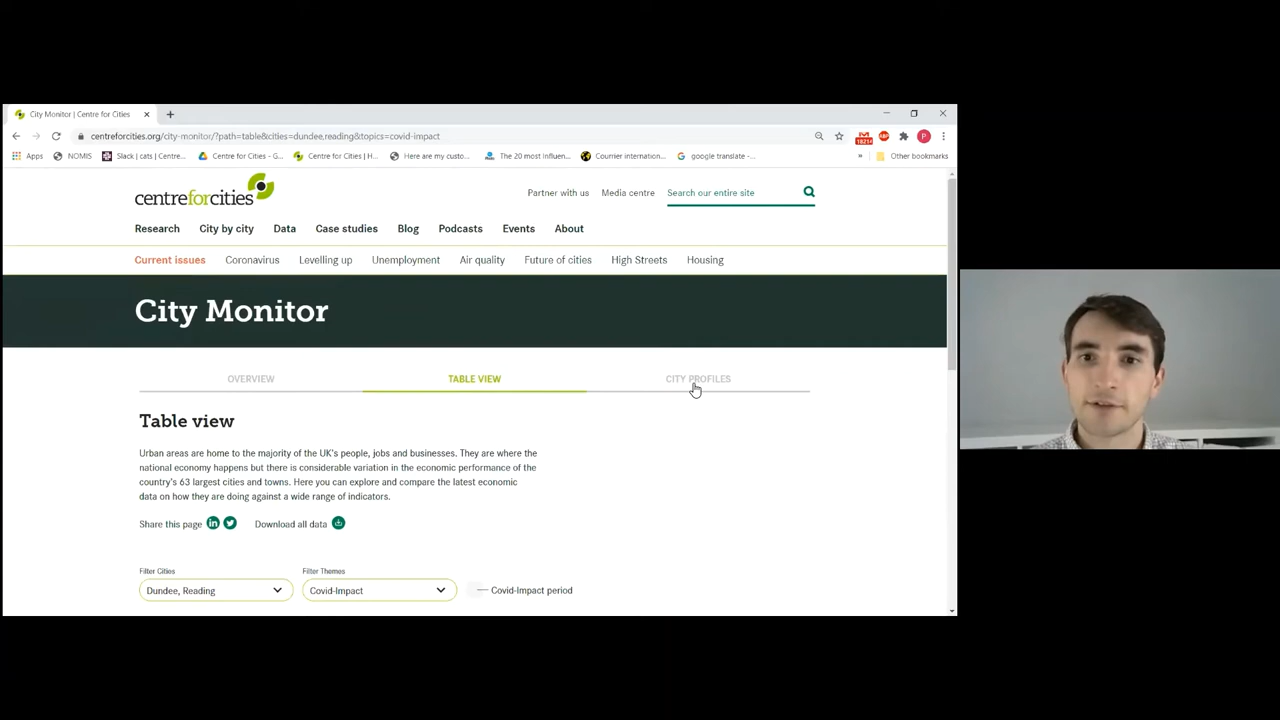 City Monitor | Centre for Cities
centreforcities.org/city-monitor/?path=table&cities=dundee,reading&topics=covid-impact
18214 ABP P
Apps NOMIS Slack | cats | Centre... Centre for Cities - G... Centre for Cities | H... Here are my custo... The 20 most Influen... Courrier internation... google translate -... » Other bookmarks
centreforcities
Partner with us Media centre Search our entire site
Research City by city Data Case studies Blog Podcasts Events About
Current issues Coronavirus Levelling up Unemployment Air quality Future of cities High Streets Housing
City Monitor
OVERVIEW TABLE VIEW CITY PROFILES
Table view
Urban areas are home to the majority of the UK's people, jobs and businesses. They are where the
national economy happens but there is considerable variation in the economic performance of the
country's 63 largest cities and towns. Here you can explore and compare the latest economic
data on how they are doing against a wide range of indicators.
Share this page in Download all data
Filter Cities Filter Themes
Dundee, Reading Covid-Impact Covid-Impact period